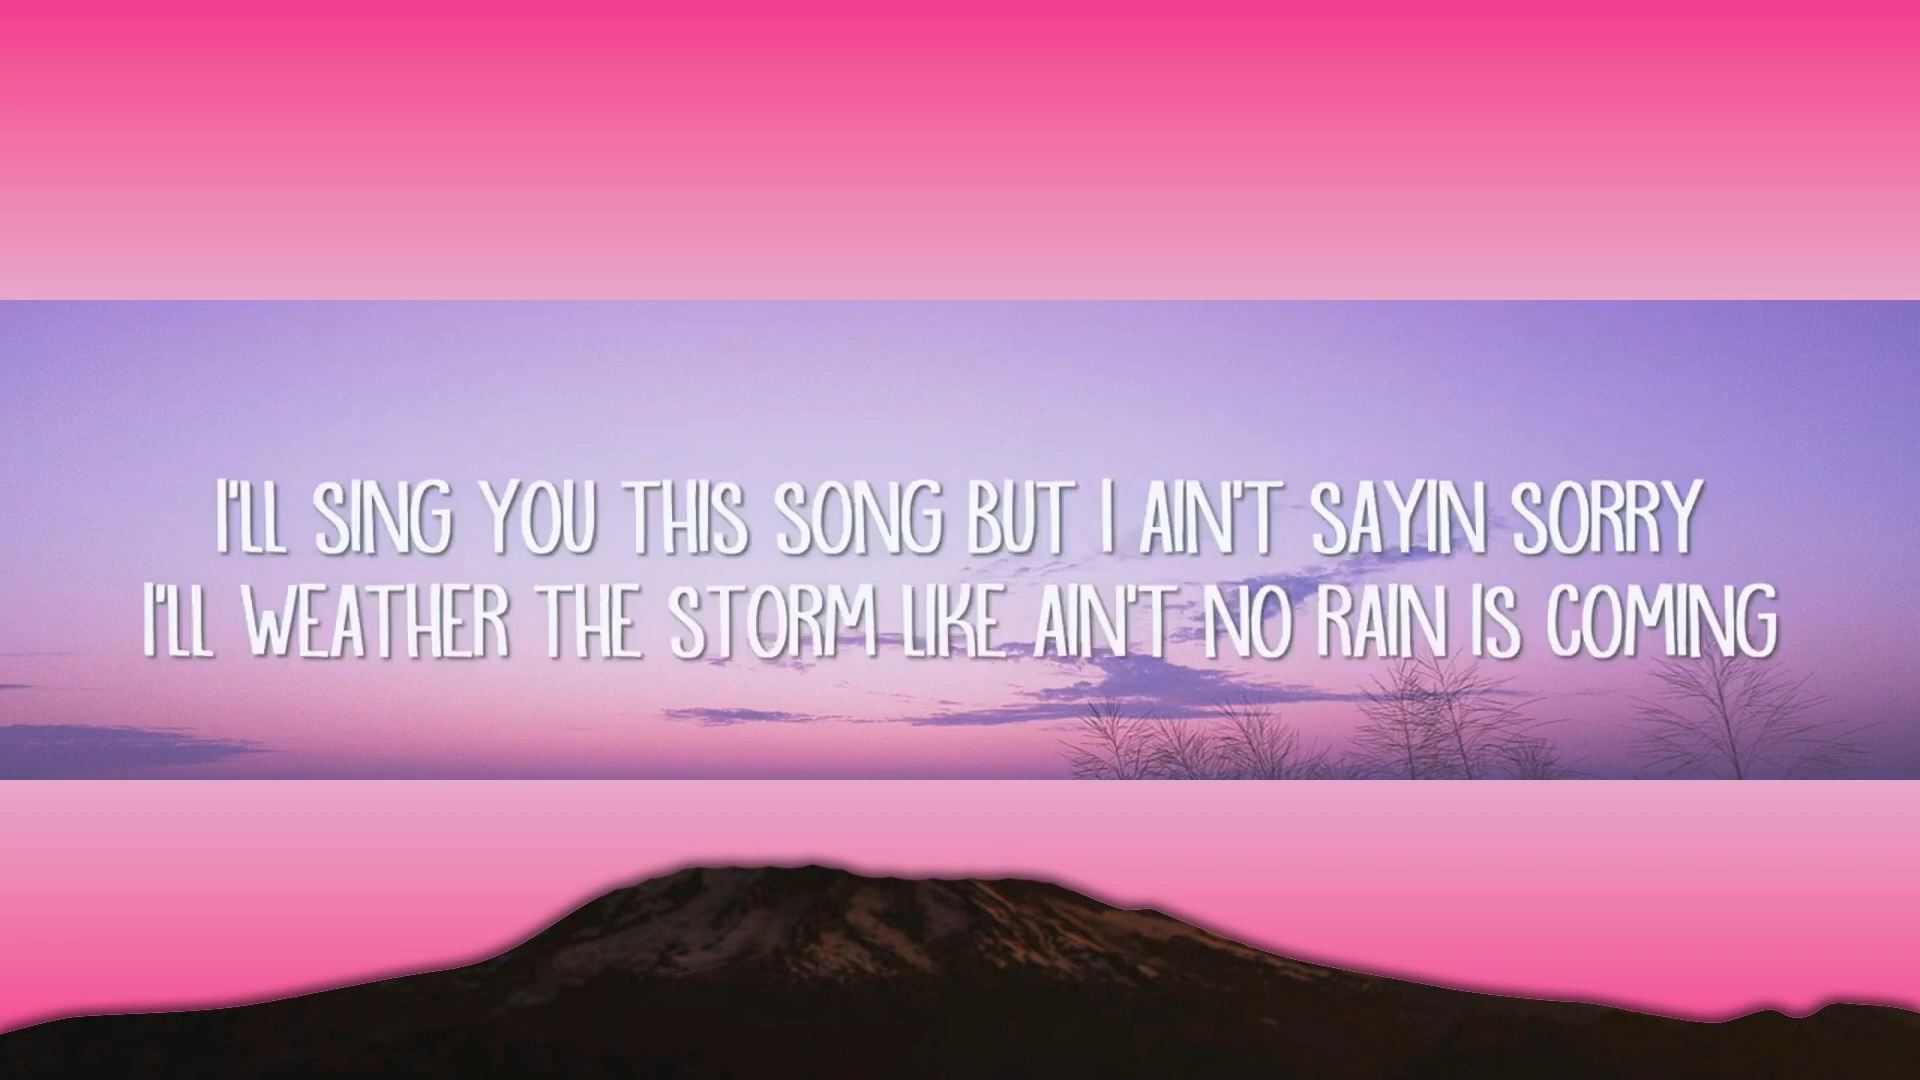 I'LL SING YOU THIS SONG BUT I AIN'T SAYIN SORRY
I'LL WEATHER THE STORM LIKE AIN'T NO RAIN IS COMING